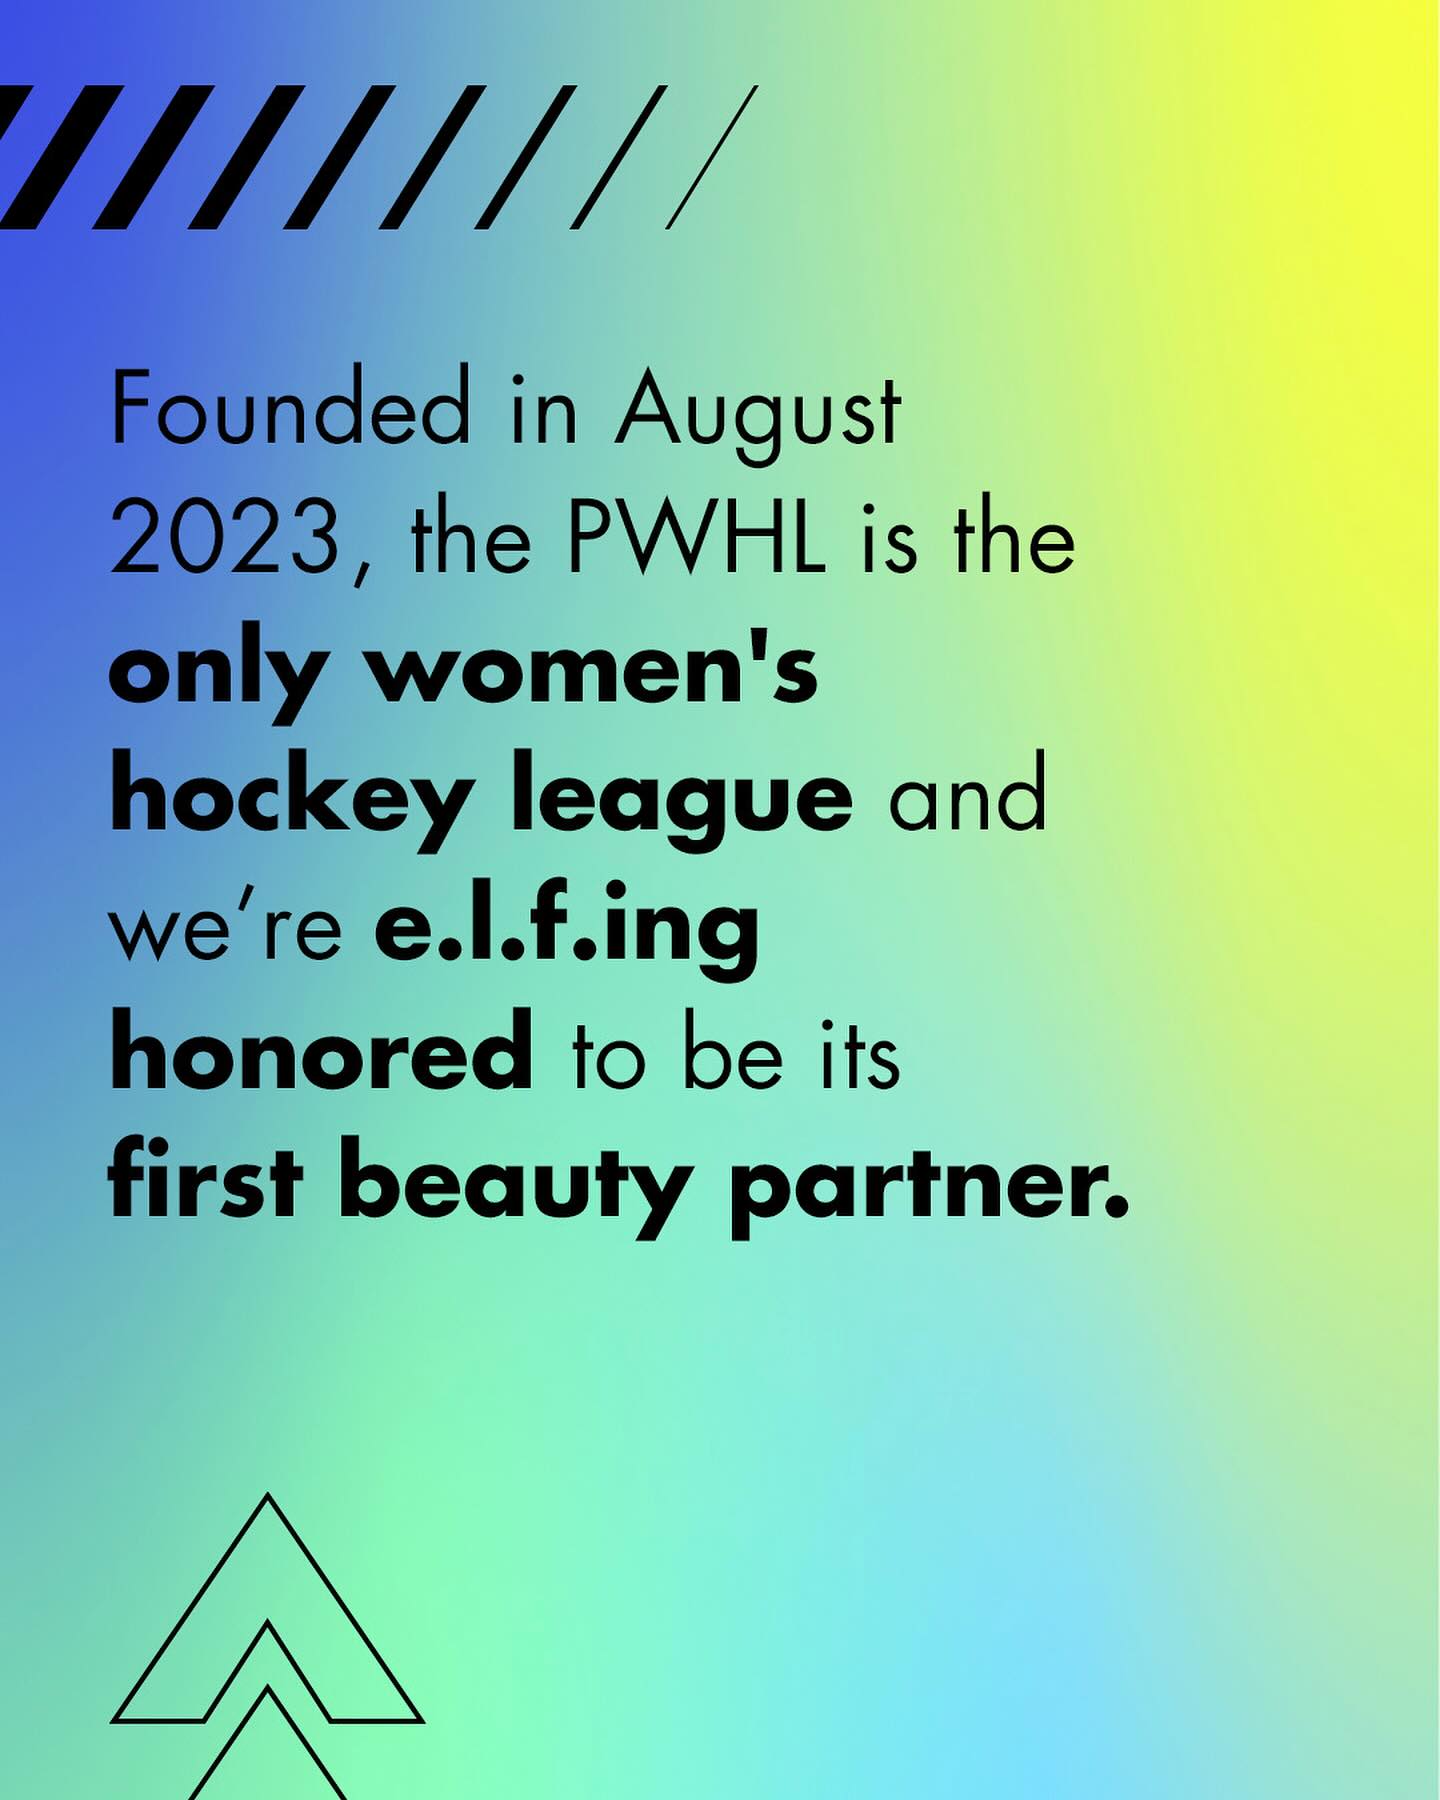 Founded in August
2023, the PWHL is the
only women's
hockey league and
we’re e.l.f.ing
honored to be its
first beauty partner.